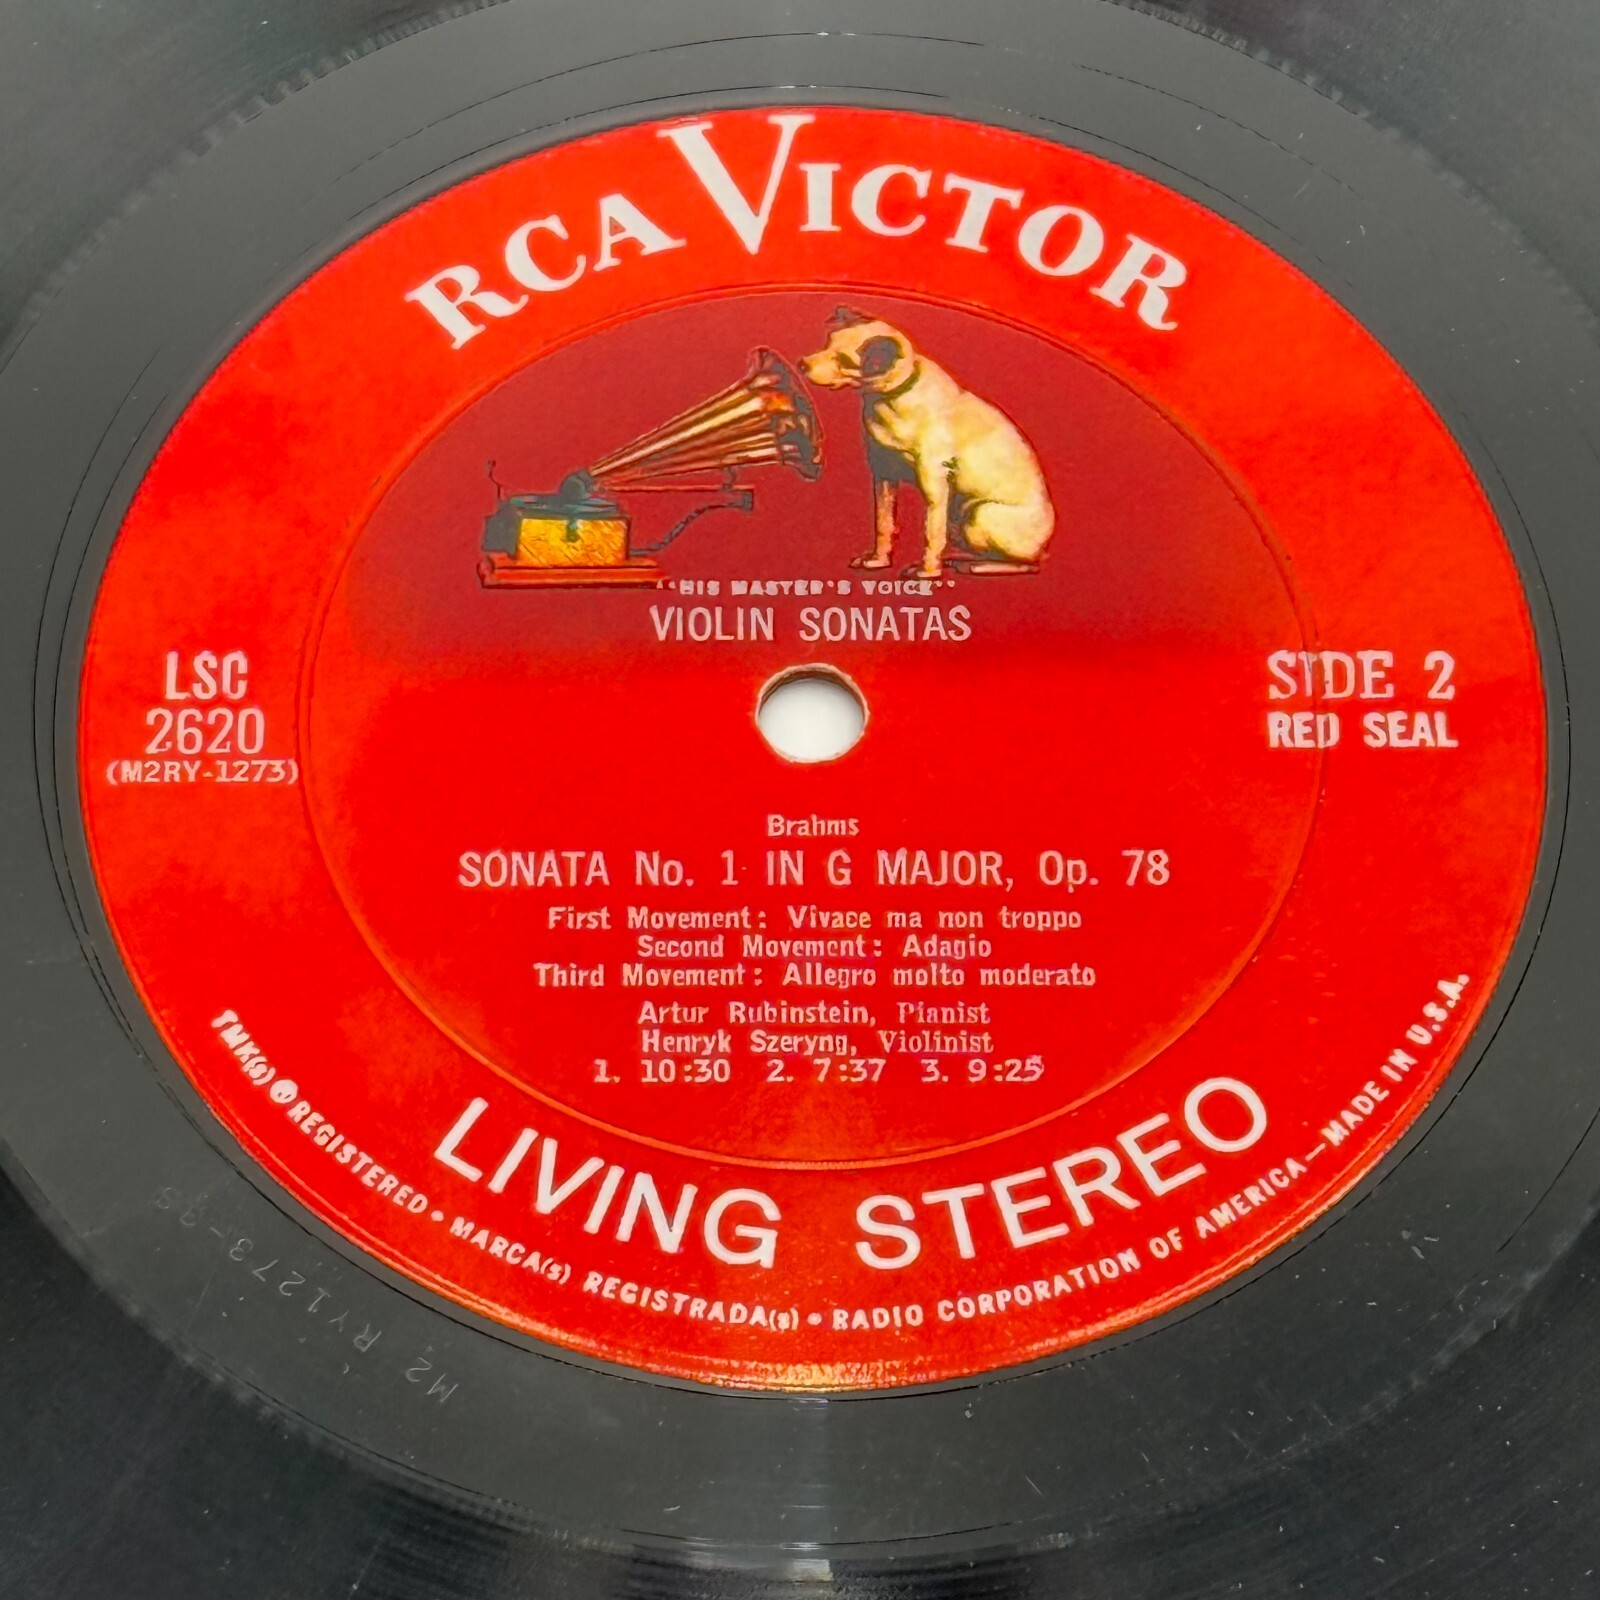 RCA VICTOR
"HIS MASTER'S VOICE"
VIOLIN SONATAS
LSC
2620
(M2RY-1273)
SIDE 2
RED SEAL
Brahms
SONATA No. 1 IN G MAJOR, Op. 78
First Movement: Vivace ma non troppo
Second Movement: Adagio
Third Movement: Allegro molto moderato
Artur Rubinstein, Pianist
Henryk Szeryng, Violinist
1. 10:30 2. 7:37 3. 9:25
LIVING STEREO
TMK(s) ® REGISTERED • MARCA(s) REGISTRADA(s) • RADIO CORPORATION OF AMERICA—MADE IN U.S.A.
M2 RY1273-9S